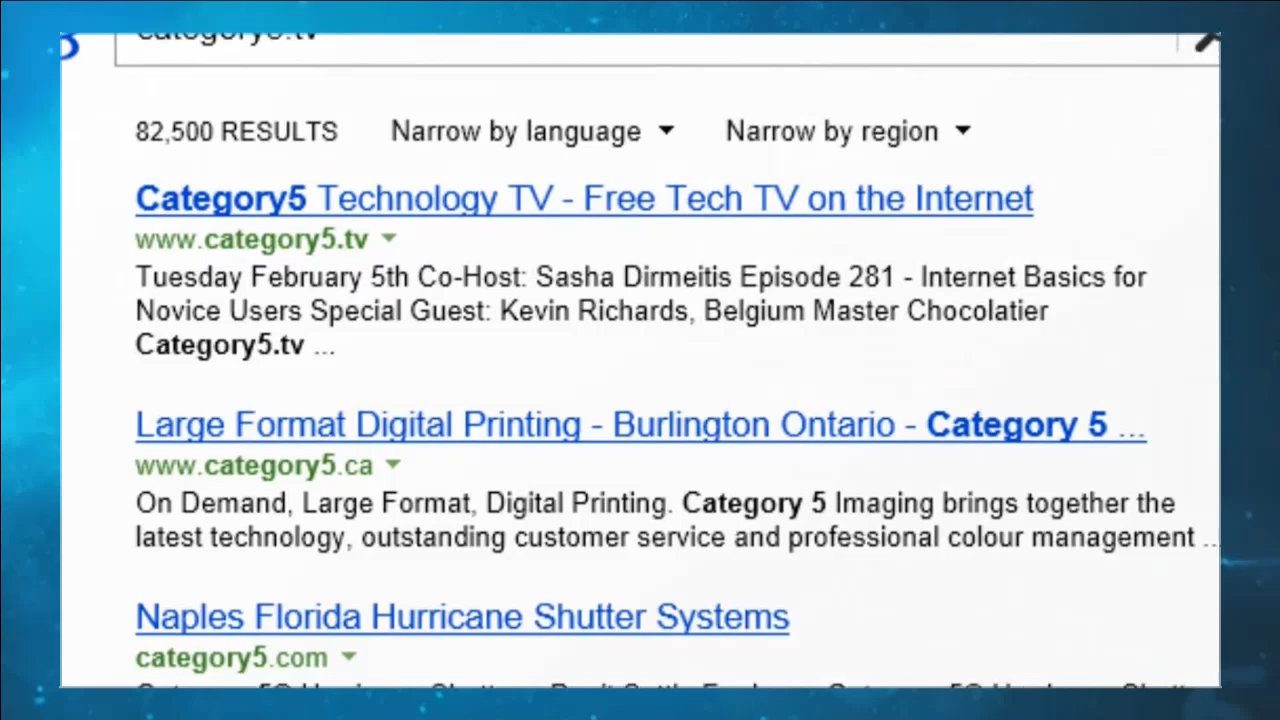 category5.tv
82,500 RESULTS Narrow by language Narrow by region
Category5 Technology TV - Free Tech TV on the Internet
www.category5.tv
Tuesday February 5th Co-Host: Sasha Dirmeitis Episode 281 - Internet Basics for
Novice Users Special Guest: Kevin Richards, Belgium Master Chocolatier
Category5.tv ...
Large Format Digital Printing - Burlington Ontario - Category 5 ...
www.category5.ca
On Demand, Large Format, Digital Printing. Category 5 Imaging brings together the
latest technology, outstanding customer service and professional colour management ...
Naples Florida Hurricane Shutter Systems
category5.com